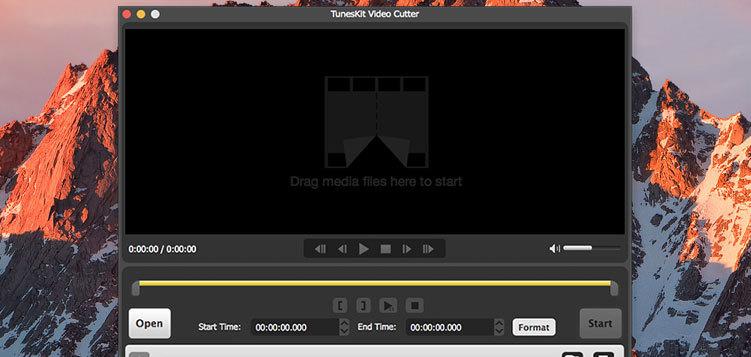 TunesKit Video Cutter
Drag media files here to start
0:00:00 / 0:00:00
Open
Start Time: 00:00:00.000 End Time: 00:00:00.000 Format
Start